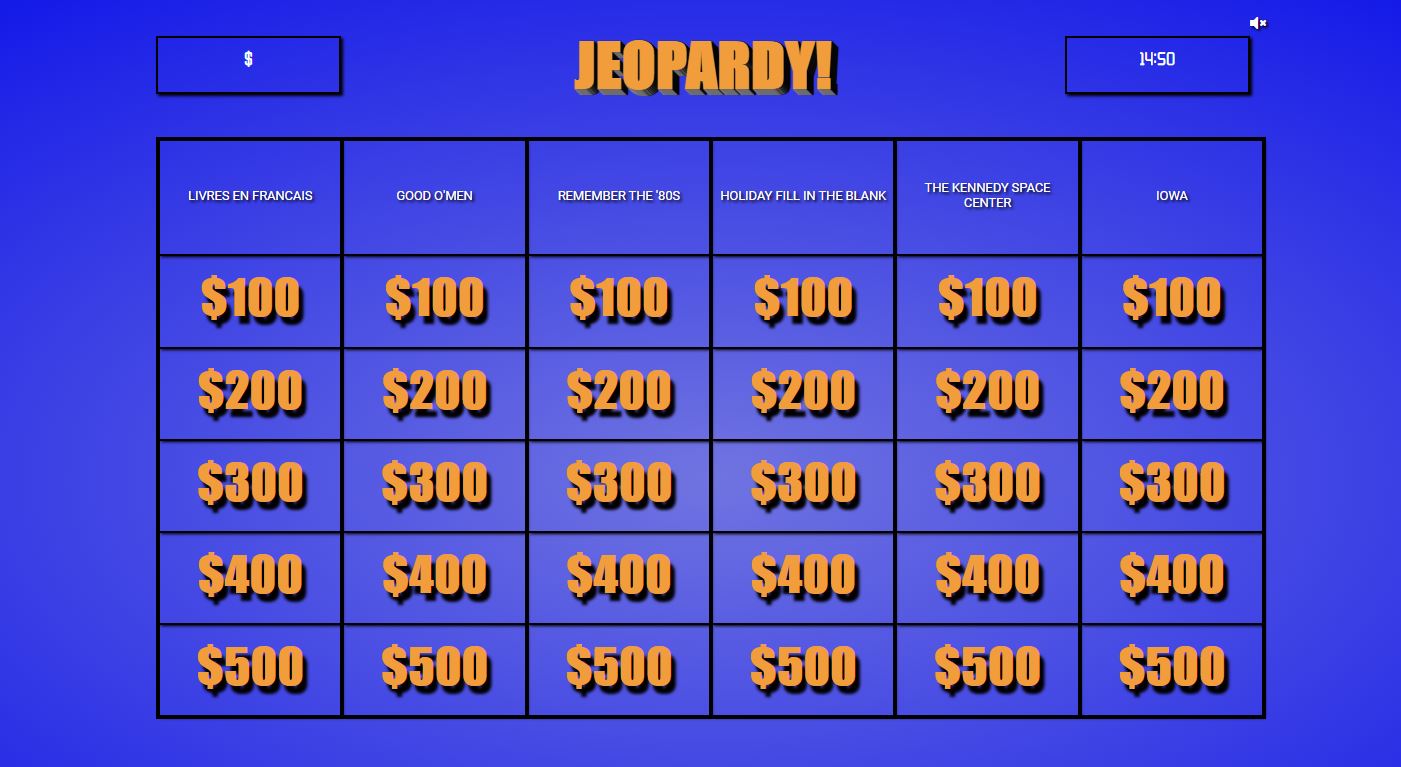 $
JEOPARDY!
14:50
LIVRES EN FRANCAIS
GOOD O'MEN
REMEMBER THE '80S
HOLIDAY FILL IN THE BLANK
THE KENNEDY SPACE
CENTER
IOWA
$100 $100 $100 $100 $100 $100
$200 $200 $200 $200 $200 $200
$300 $300 $300 $300 $300 $300
$400 $400 $400 $400 $400 $400
$500 $500 $500 $500 $500 $500